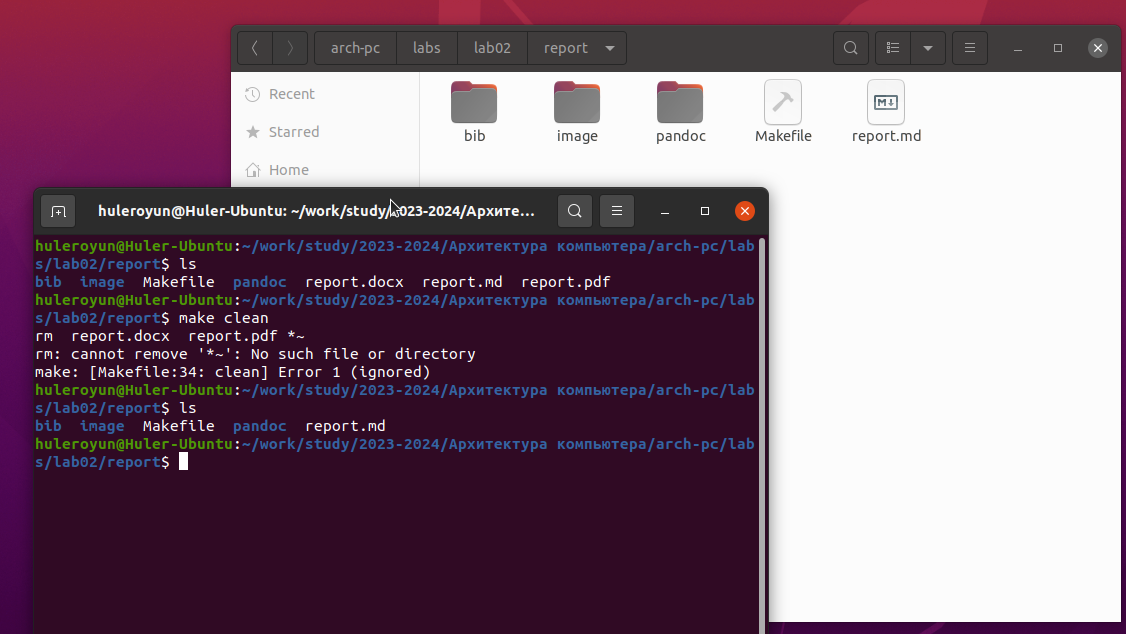 arch-pc labs lab02 report
Recent
Starred
Home
bib image pandoc Makefile report.md
M
huleroyun@Huler-Ubuntu: ~/work/study/2023-2024/Архите...
huleroyun@Huler-Ubuntu:~/work/study/2023-2024/Архитектура компьютера/arch-pc/lab
s/lab02/report$ ls
bib image Makefile pandoc report.docx report.md report.pdf
huleroyun@Huler-Ubuntu:~/work/study/2023-2024/Архитектура компьютера/arch-pc/lab
s/lab02/report$ make clean
rm report.docx report.pdf *~
rm: cannot remove '*~': No such file or directory
make: [Makefile:34: clean] Error 1 (ignored)
huleroyun@Huler-Ubuntu:~/work/study/2023-2024/Архитектура компьютера/arch-pc/lab
s/lab02/report$ ls
bib image Makefile pandoc report.md
huleroyun@Huler-Ubuntu:~/work/study/2023-2024/Архитектура компьютера/arch-pc/lab
s/lab02/report$